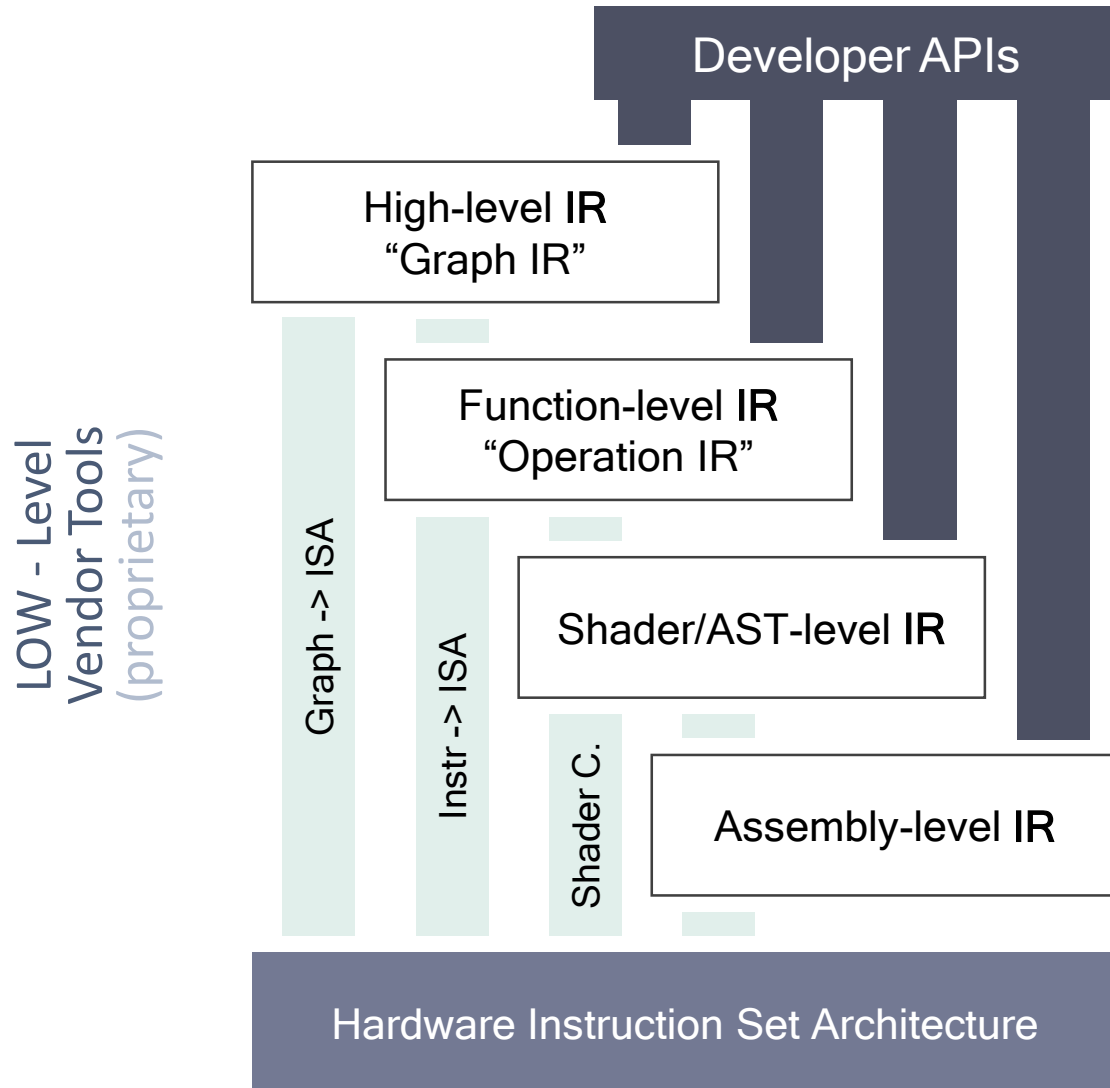 Developer APIs
High-level IR
“Graph IR”
Function-level IR
“Operation IR”
Shader/AST-level IR
Assembly-level IR
LOW - Level
Vendor Tools
(proprietary)
Graph -> ISA
Instr -> ISA
Shader C.
Hardware Instruction Set Architecture